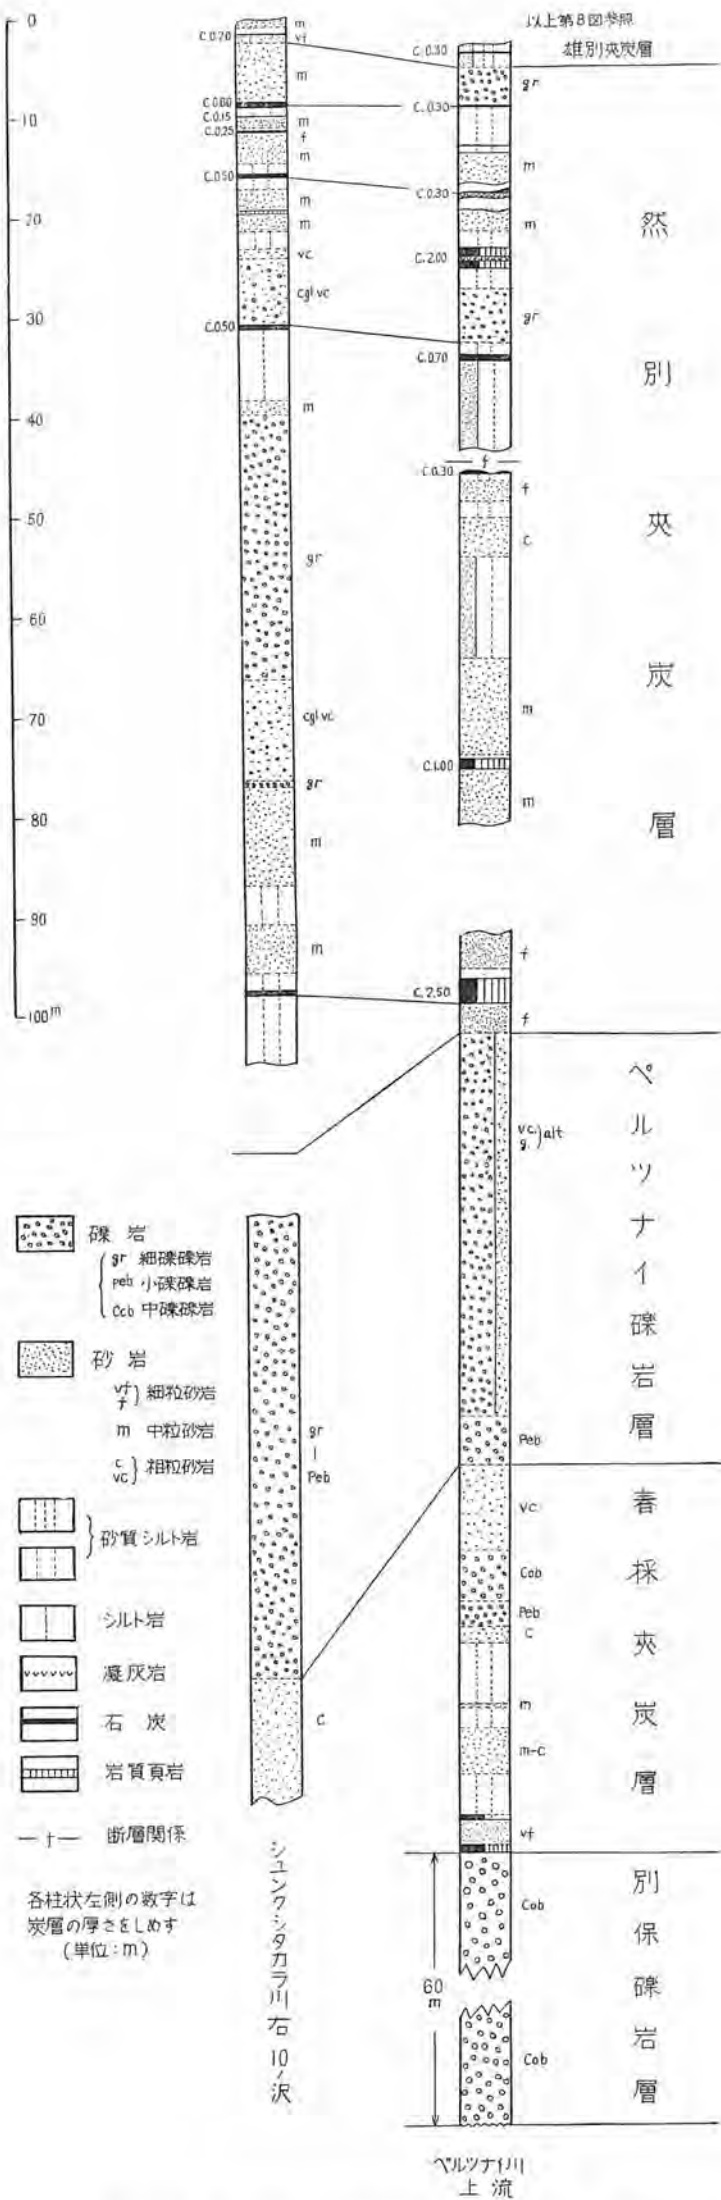 0
10
20
30
40
50
60
70
80
90
100m
C.0.20
C.0.80
C.0.15
C.0.25
C.0.50
C.0.50
m
vf
m
m
f
m
m
m
vc
cgl vc
m
gr
cgl vc
gr
m
m
gr
|
Peb
c
シュンクシタカラ川右10ノ沢
以上第8図参照
雄別夾炭層
C.0.30
C.0.30
C.0.30
C.2.00
C.0.70
C.0.30
C.1.00
C.2.50
gr
m
m
gr
f
f
c
m
m
f
f
vc.
g. } alt
Peb
vc
Cob
Peb
c
m
m-c
vf
Cob
60
m
Cob
ベルツナイ川
上流
然別夾炭層
ベルツナイ礫岩層
春採夾炭層
別保礫岩層
礫岩
gr 細礫礫岩
peb 小礫礫岩
Ccb 中礫礫岩
砂岩
vf
f } 細粒砂岩
m 中粒砂岩
c
vc } 粗粒砂岩
砂質シルト岩
シルト岩
凝灰岩
石炭
岩質頁岩
— f — 断層関係
各柱状左側の数字は
炭層の厚さをしめす
(単位:m)